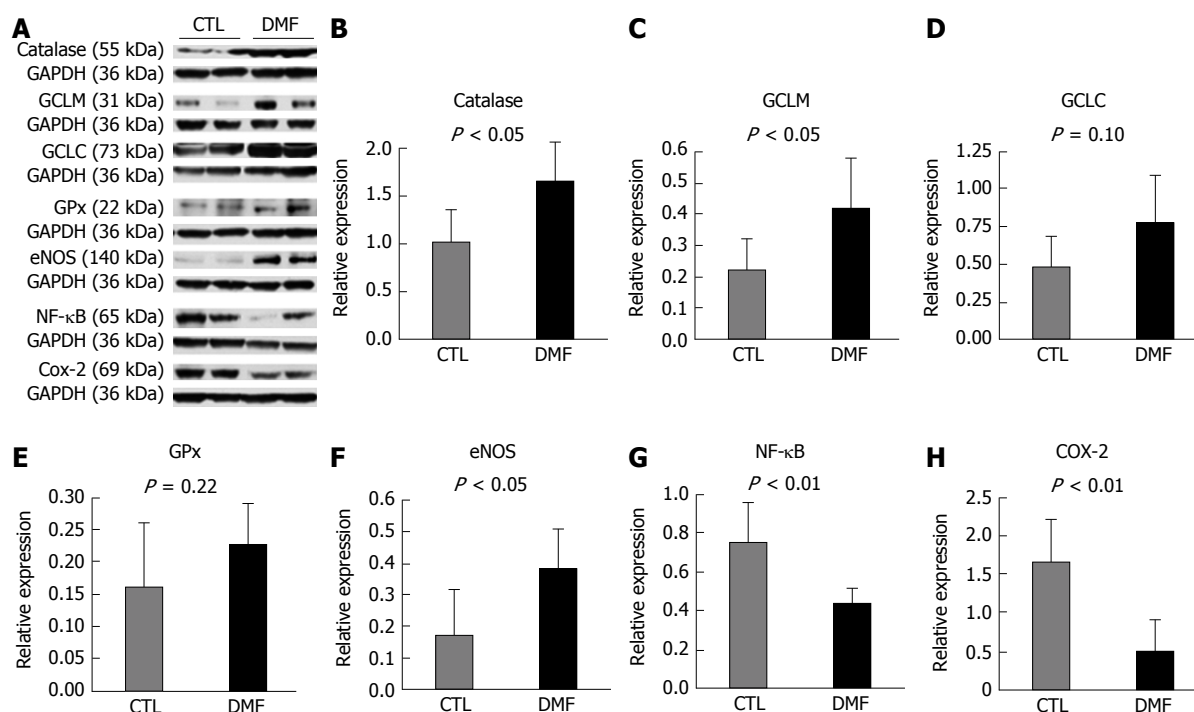 A
CTL DMF
Catalase (55 kDa)
GAPDH (36 kDa)
GCLM (31 kDa)
GAPDH (36 kDa)
GCLC (73 kDa)
GAPDH (36 kDa)
GPx (22 kDa)
GAPDH (36 kDa)
eNOS (140 kDa)
GAPDH (36 kDa)
NF-κB (65 kDa)
GAPDH (36 kDa)
Cox-2 (69 kDa)
GAPDH (36 kDa)
B
Catalase
P < 0.05
Relative expression
2.0
1.5
1.0
0.5
0.0
CTL DMF
C
GCLM
P < 0.05
Relative expression
0.6
0.5
0.4
0.3
0.2
0.1
0.0
CTL DMF
D
GCLC
P = 0.10
Relative expression
1.25
1.00
0.75
0.50
0.25
0.00
CTL DMF
E
GPx
P = 0.22
Relative expression
0.30
0.25
0.20
0.15
0.10
0.05
0.00
CTL DMF
F
eNOS
P < 0.05
Relative expression
0.6
0.5
0.4
0.3
0.2
0.1
0.0
CTL DMF
G
NF-κB
P < 0.01
Relative expression
1.0
0.8
0.6
0.4
0.2
0.0
CTL DMF
H
COX-2
P < 0.01
Relative expression
2.5
2.0
1.5
1.0
0.5
0
CTL DMF